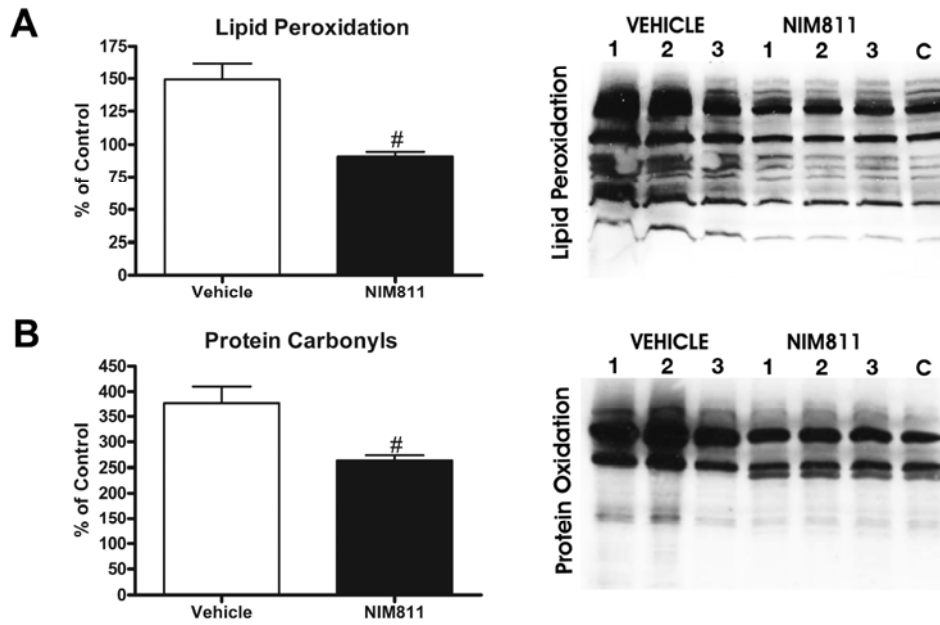 A
Lipid Peroxidation
% of Control
175
150
125
100
75
50
25
0
#
Vehicle NIM811
VEHICLE NIM811
1 2 3 1 2 3 C
Lipid Peroxidation
B
Protein Carbonyls
% of Control
450
400
350
300
250
200
150
100
50
0
#
Vehicle NIM811
VEHICLE NIM811
1 2 3 1 2 3 C
Protein Oxidation